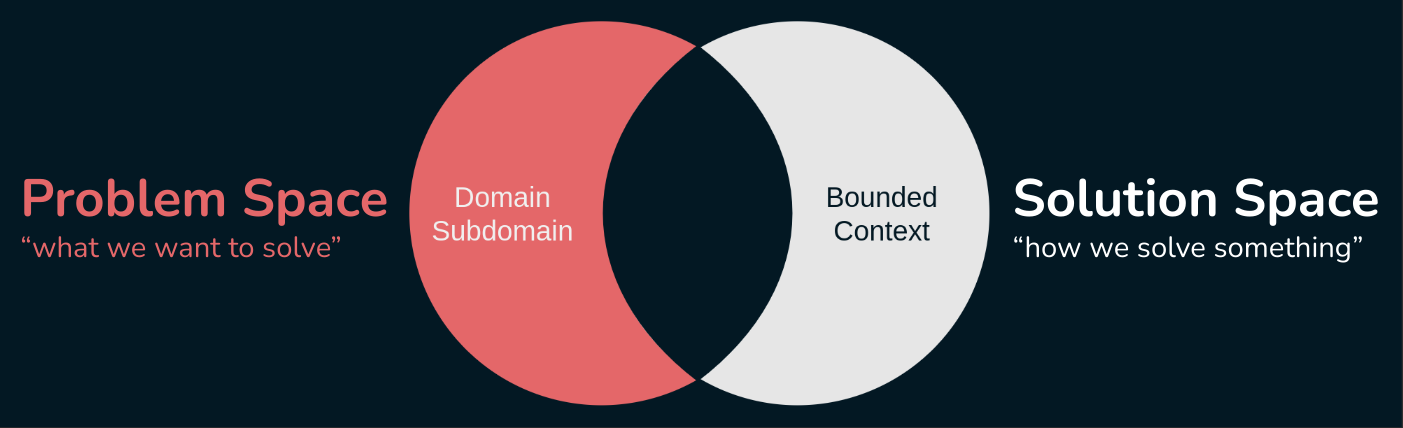 Problem Space
“what we want to solve”
Domain
Subdomain
Bounded
Context
Solution Space
“how we solve something”